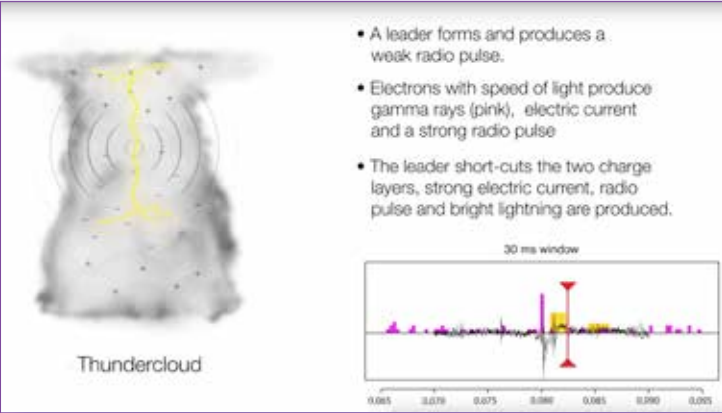 • A leader forms and produces a
weak radio pulse.
• Electrons with speed of light produce
gamma rays (pink), electric current
and a strong radio pulse
• The leader short-cuts the two charge
layers, strong electric current, radio
pulse and bright lightning are produced.
30 ms window
Thundercloud
0.065 0.070 0.075 0.080 0.085 0.090 0.095